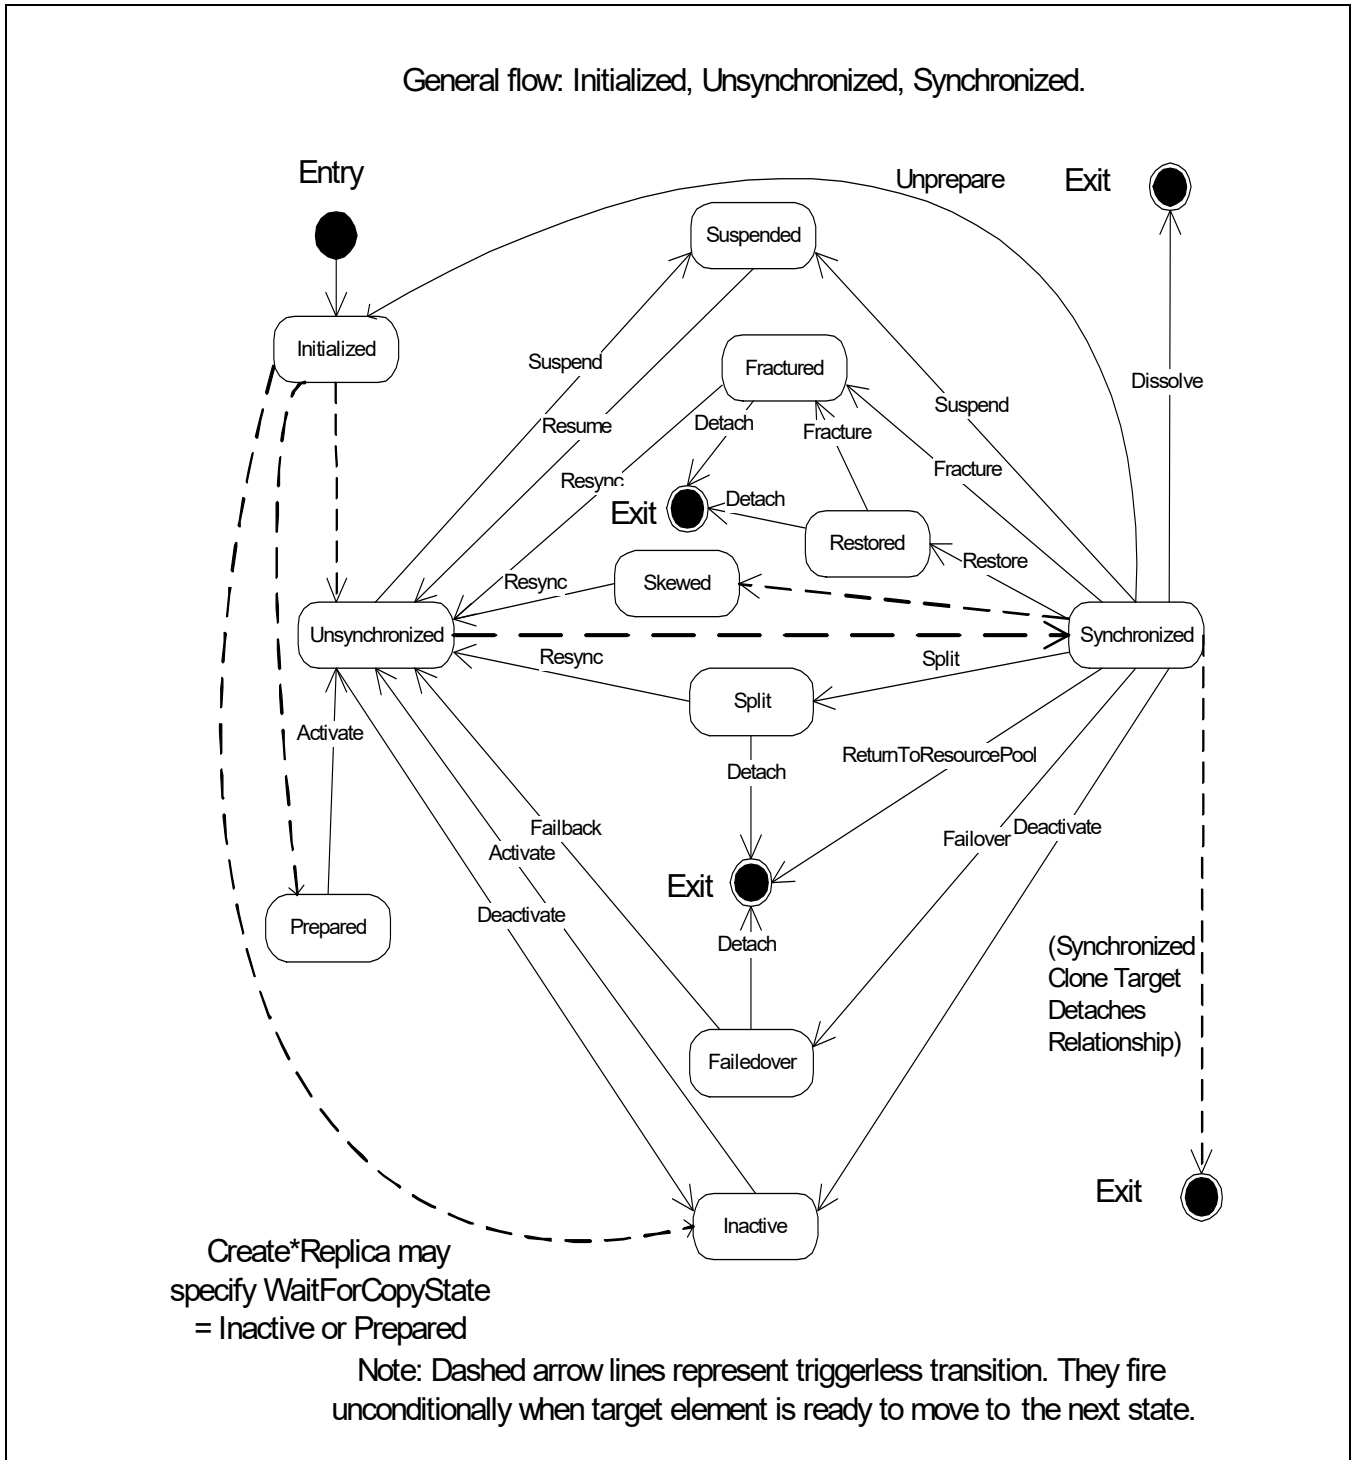 General flow: Initialized, Unsynchronized, Synchronized.
Entry
Unprepare
Exit
Suspended
Initialized
Suspend
Fractured
Dissolve
Resume
Detach
Fracture
Suspend
Resync
Fracture
Exit
Detach
Restored
Restore
Resync
Skewed
Unsynchronized
Synchronized
Resync
Split
Split
Activate
ReturnToResourcePool
Detach
Failback
Activate
Failover
Deactivate
Exit
Deactivate
Prepared
Detach
(Synchronized
Clone Target
Detaches
Relationship)
Failedover
Exit
Inactive
Create*Replica may
specify WaitForCopyState
= Inactive or Prepared
Note: Dashed arrow lines represent triggerless transition. They fire
unconditionally when target element is ready to move to the next state.